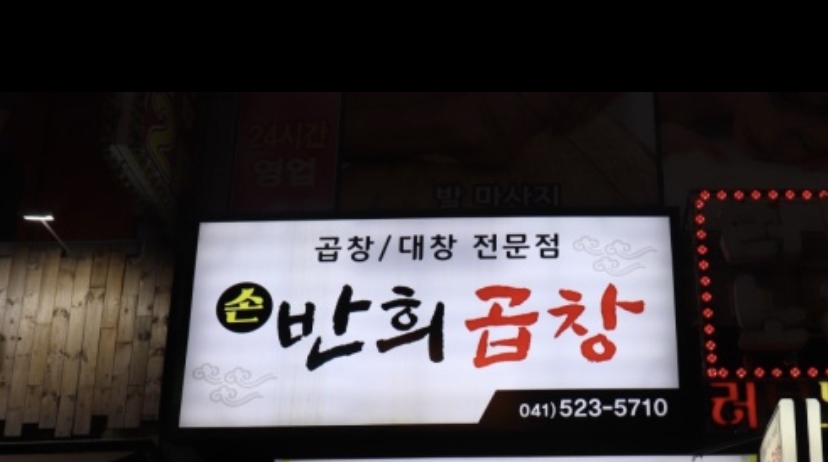 24시간
영업
발 마사지
곱창/대창 전문점
손 반희 곱창
041) 523-5710